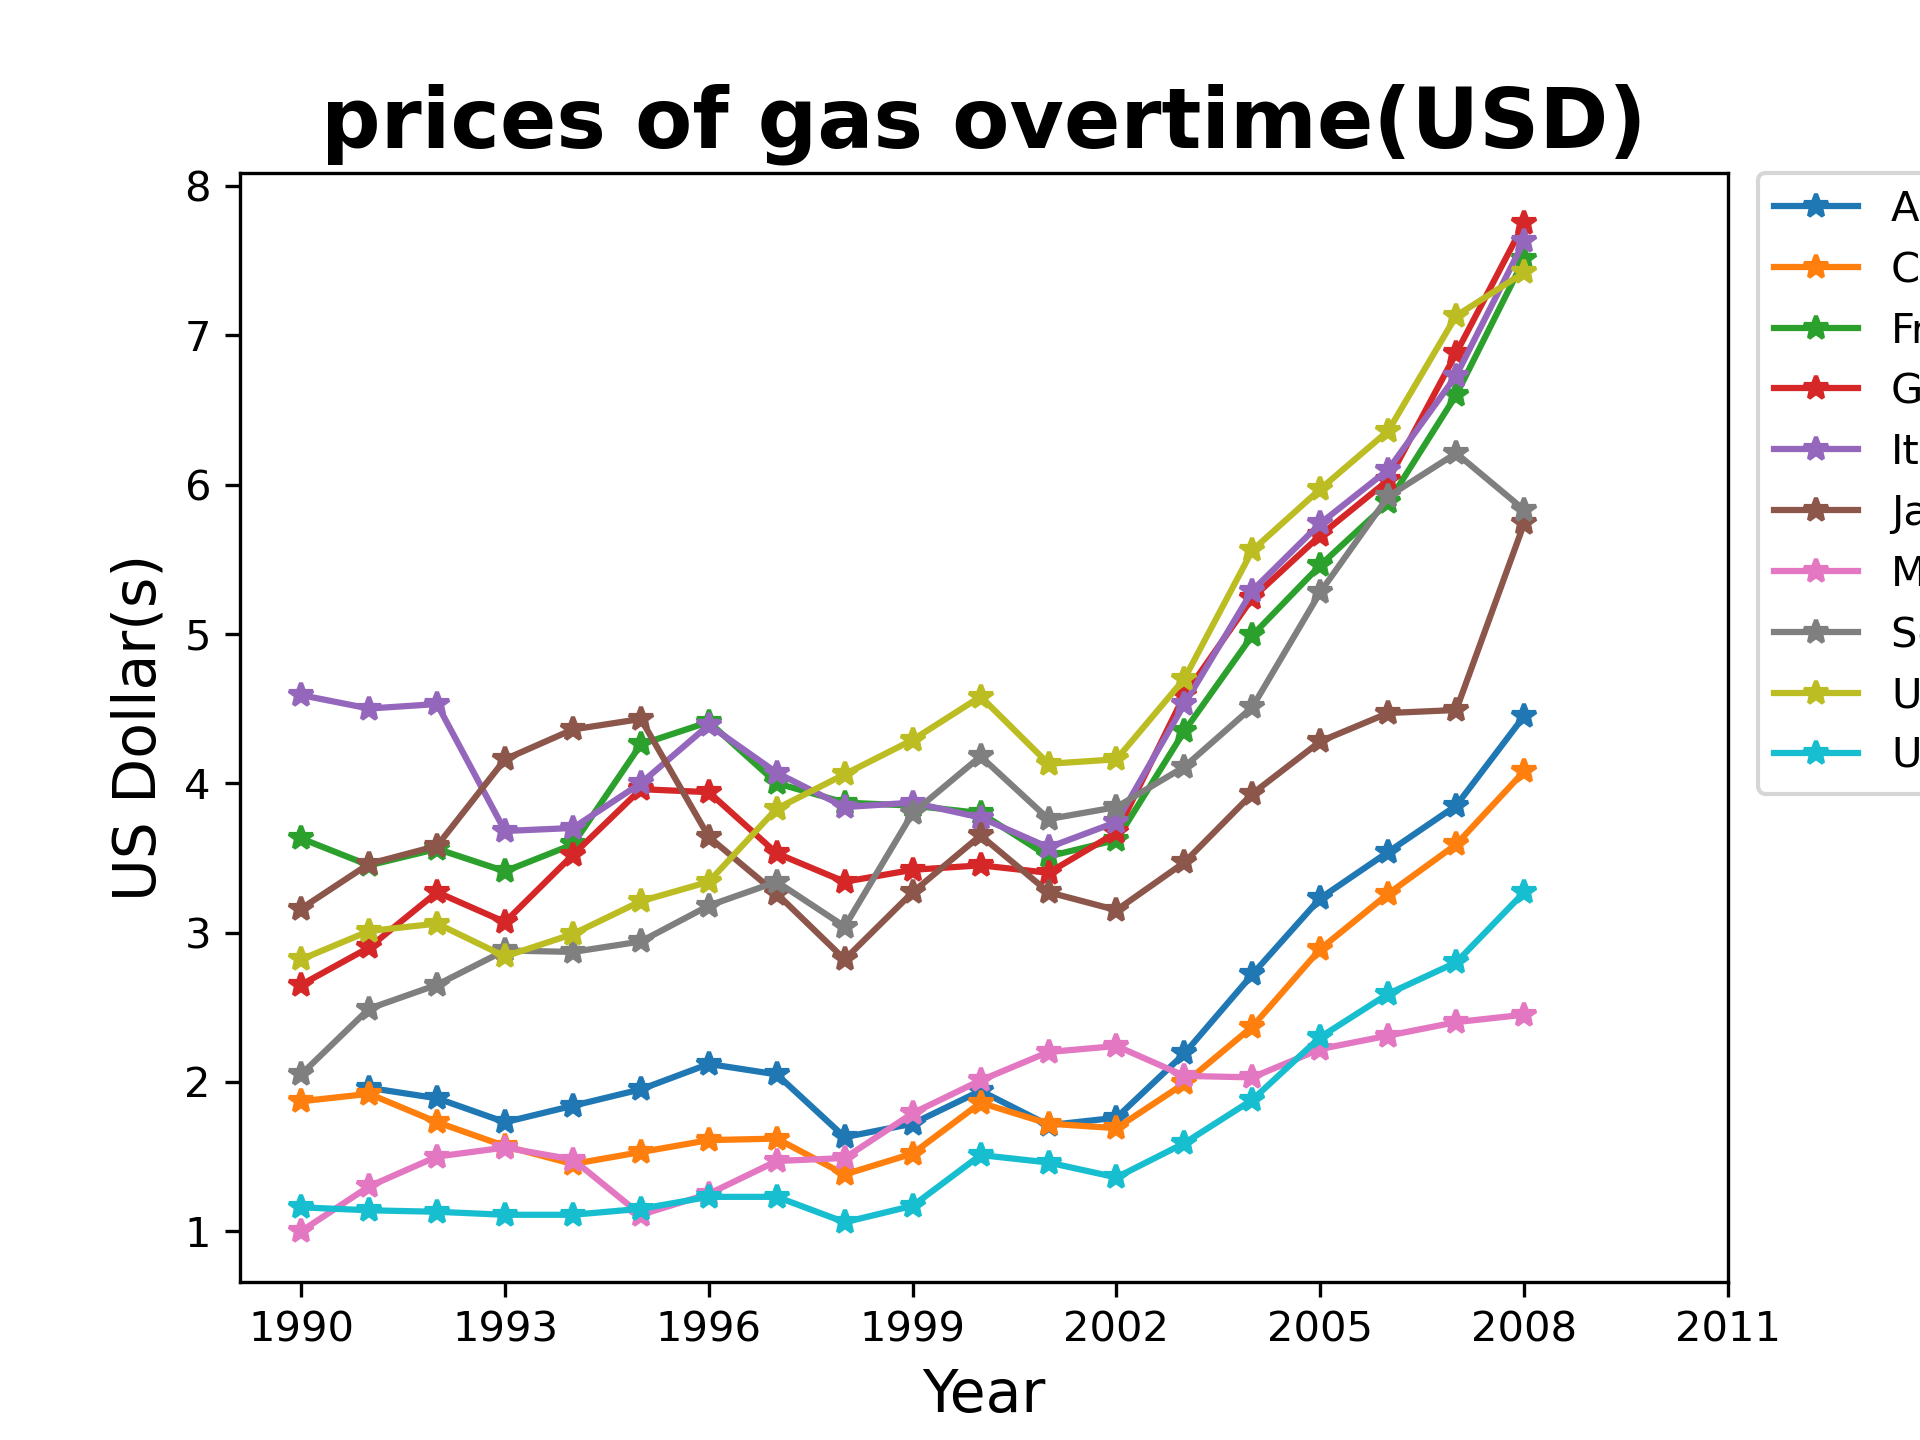 prices of gas overtime(USD)
8
7
6
5
4
3
2
1
US Dollar(s)
1990 1993 1996 1999 2002 2005 2008 2011
Year
A
C
Fr
G
It
Ja
M
S
U
U